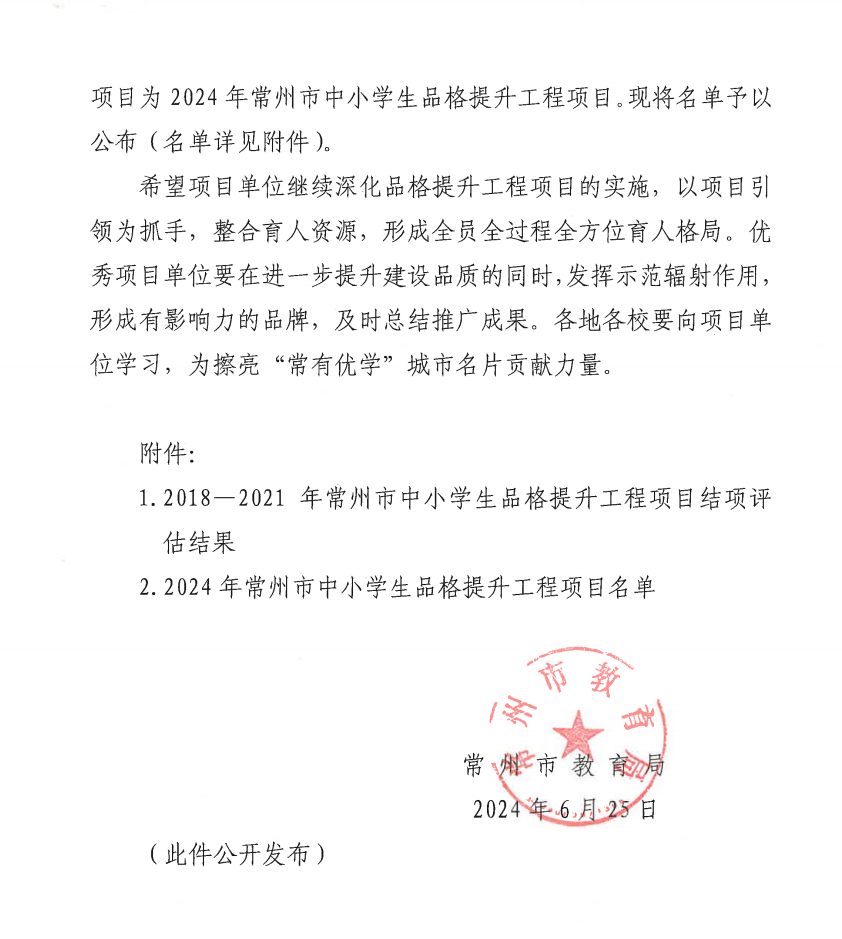 项目为 2024 年常州市中小学生品格提升工程项目。现将名单予以
公布（名单详见附件）。
希望项目单位继续深化品格提升工程项目的实施，以项目引
领为抓手，整合育人资源，形成全员全过程全方位育人格局。优
秀项目单位要在进一步提升建设品质的同时，发挥示范辐射作用，
形成有影响力的品牌，及时总结推广成果。各地各校要向项目单
位学习，为擦亮“常有优学”城市名片贡献力量。
附件：
1. 2018—2021 年常州市中小学生品格提升工程项目结项评
估结果
2. 2024 年常州市中小学生品格提升工程项目名单
常州市教育局
常州市教育局
2024 年 6 月 25 日
（此件公开发布）